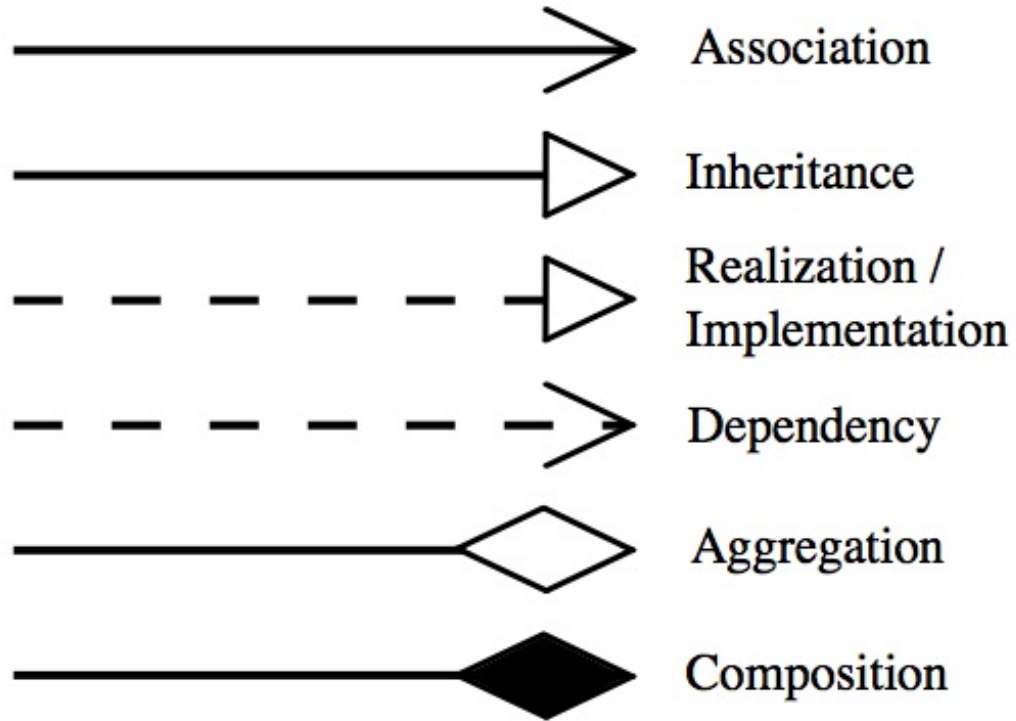 Association
Inheritance
Realization /
Implementation
Dependency
Aggregation
Composition